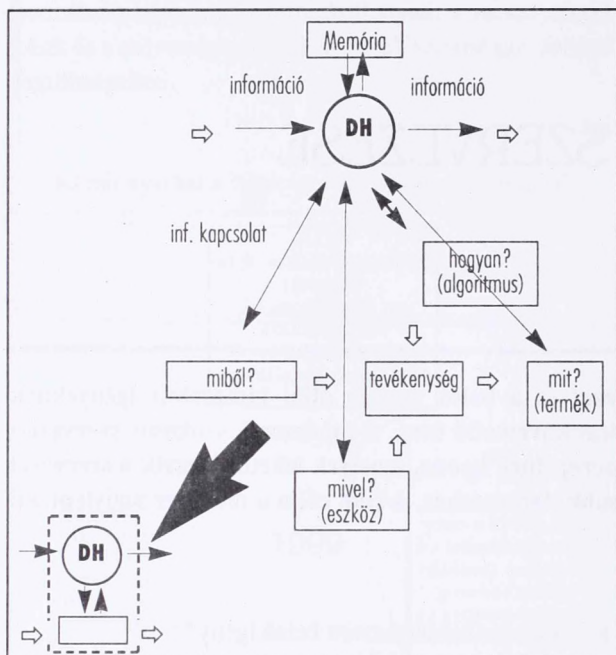 Memória
információ
információ
DH
inf. kapcsolat
hogyan?
(algoritmus)
miből?
tevékenység
mit?
(termék)
mivel?
(eszköz)
DH